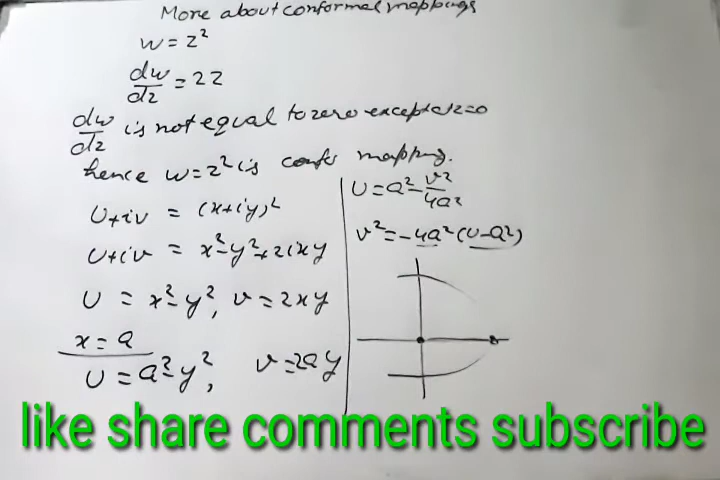 More about conformal mappings
w = z²
dw/dz = 2z
dw/dz is not equal to zero except at z=0
hence w = z² is conf mapping.
U+iv = (x+iy)²
U+iv = x²-y²+2ixy
U = x²-y², v = 2xy
x = a
U = a²-y², v = 2ay
U = a² - v²/4a²
v² = -4a²(U-a²)
like share comments subscribe